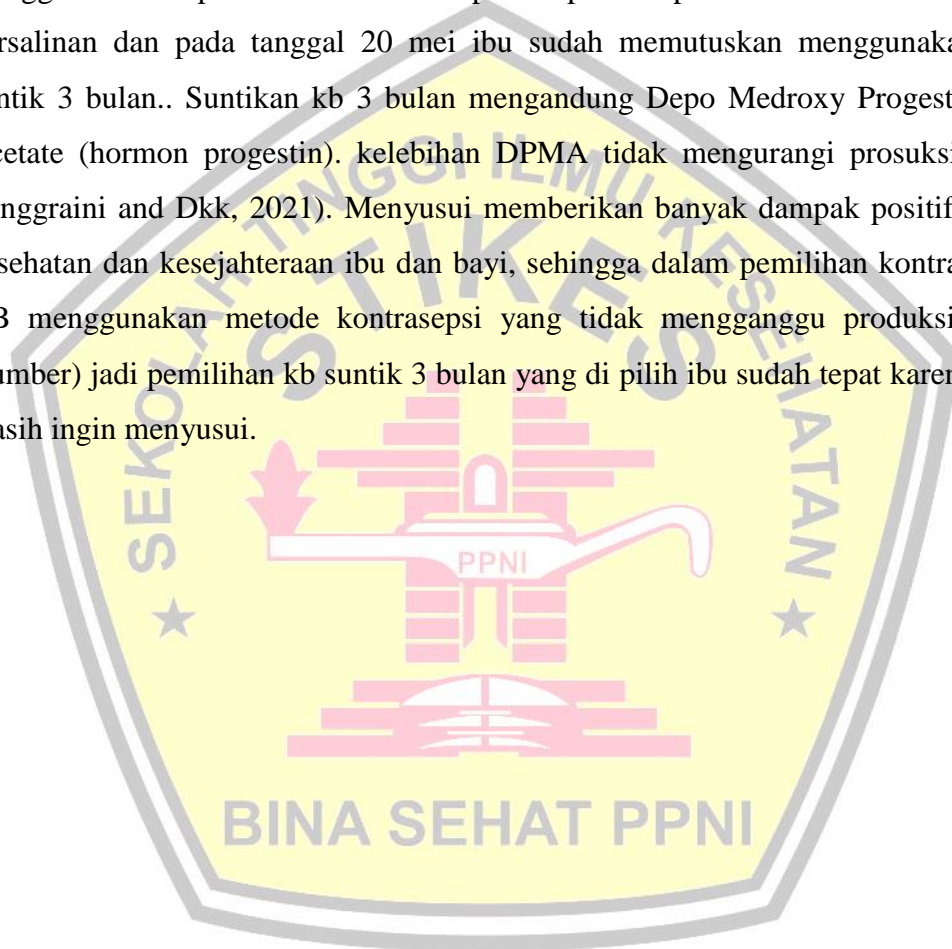 rsalinan dan pada tanggal 20 mei ibu sudah memutuskan menggunaka
ntik 3 bulan.. Suntikan kb 3 bulan mengandung Depo Medroxy Progest
cetate (hormon progestin). kelebihan DPMA tidak mengurangi prosuksi
nggraini and Dkk, 2021). Menyusui memberikan banyak dampak positif
sehatan dan kesejahteraan ibu dan bayi, sehingga dalam pemilihan kontra
B menggunakan metode kontrasepsi yang tidak mengganggu produksi
umber) jadi pemilihan kb suntik 3 bulan yang di pilih ibu sudah tepat karen
asih ingin menyusui.
SEKOLAH TINGGI ILMU KESEHATAN
STIKES
PPNI
BINA SEHAT PPNI